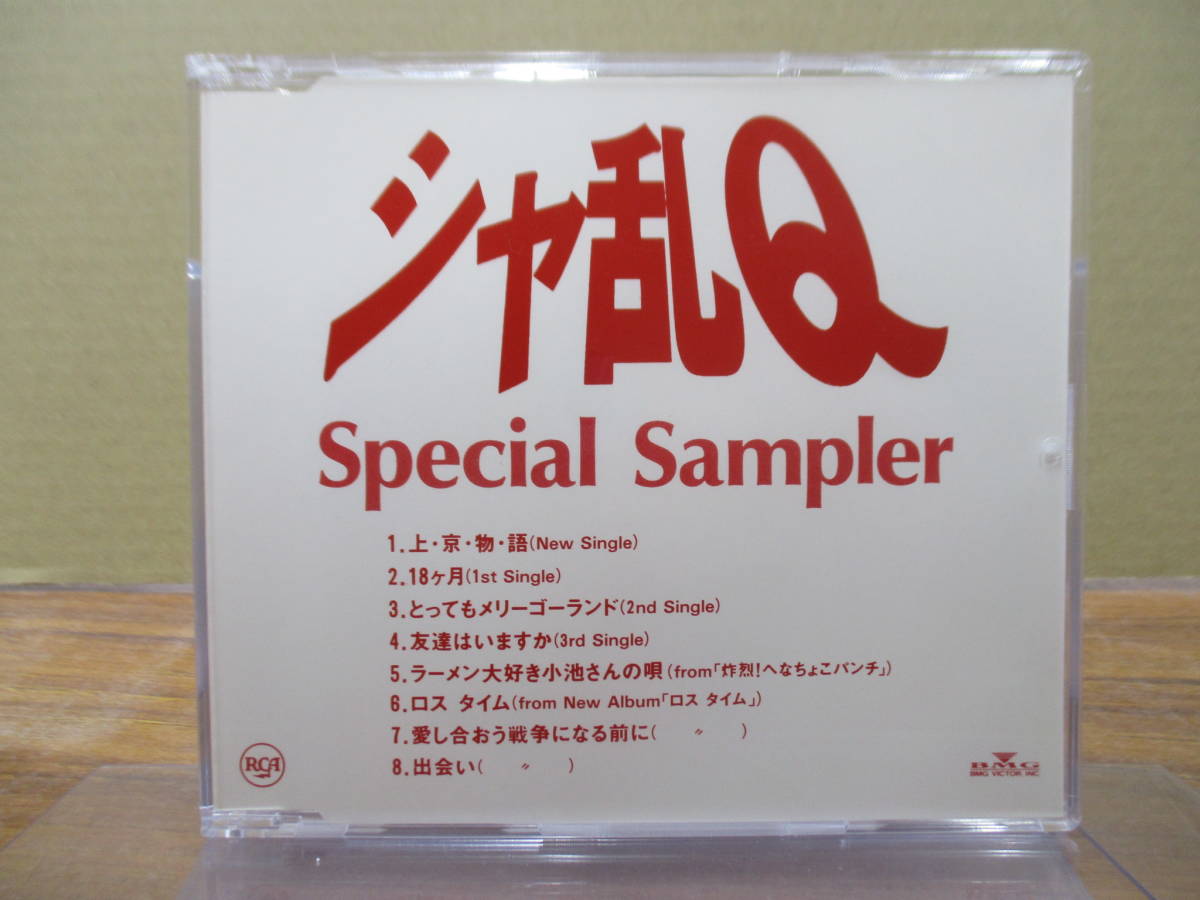 シャ乱Q
Special Sampler
1.上・京・物・語(New Single)
2.18ヶ月(1st Single)
3.とってもメリーゴーランド(2nd Single)
4.友達はいますか(3rd Single)
5.ラーメン大好き小池さんの唄(from「炸烈!へなちょこパンチ」)
6.ロス タイム(from New Album「ロス タイム」)
7.愛し合おう戦争になる前に( 〃 )
8.出会い( 〃 )
RCA
BMG
BMG VICTOR INC